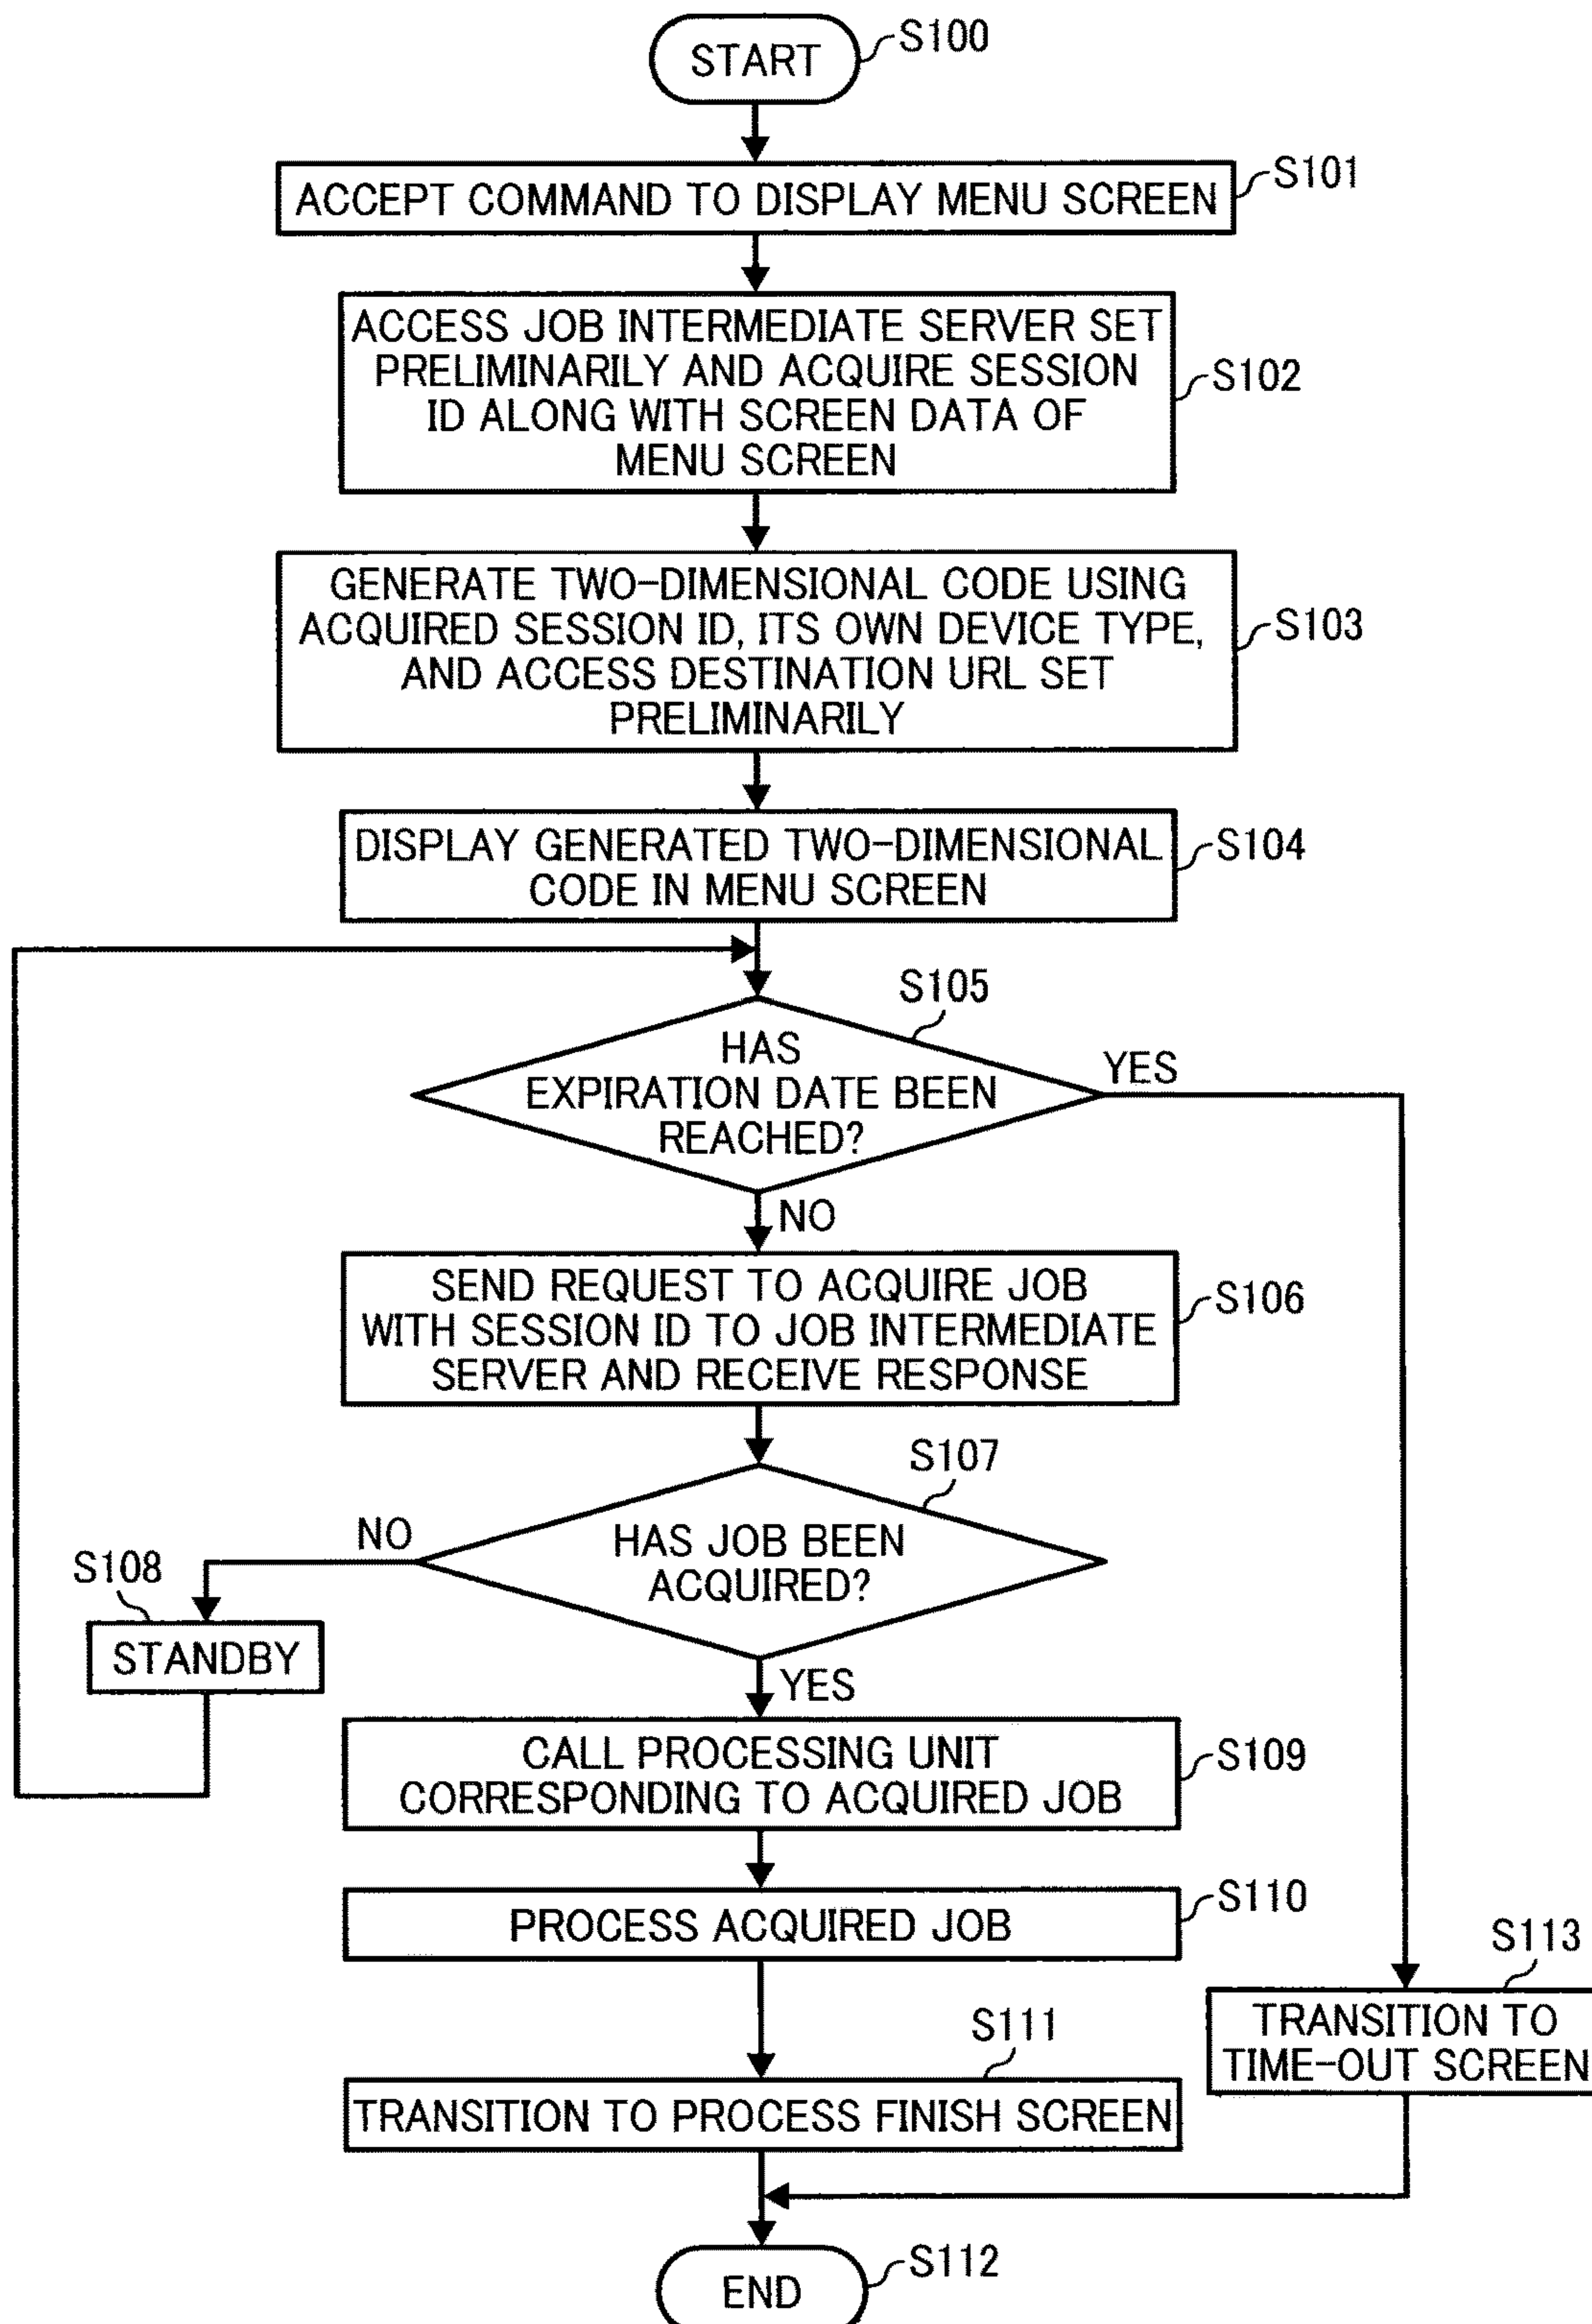 START
S100
ACCEPT COMMAND TO DISPLAY MENU SCREEN
S101
ACCESS JOB INTERMEDIATE SERVER SET
PRELIMINARILY AND ACQUIRE SESSION
ID ALONG WITH SCREEN DATA OF
MENU SCREEN
S102
GENERATE TWO-DIMENSIONAL CODE USING
ACQUIRED SESSION ID, ITS OWN DEVICE TYPE,
AND ACCESS DESTINATION URL SET
PRELIMINARILY
S103
DISPLAY GENERATED TWO-DIMENSIONAL
CODE IN MENU SCREEN
S104
S105
HAS
EXPIRATION DATE BEEN
REACHED?
YES
NO
SEND REQUEST TO ACQUIRE JOB
WITH SESSION ID TO JOB INTERMEDIATE
SERVER AND RECEIVE RESPONSE
S106
S107
HAS JOB BEEN
ACQUIRED?
NO
S108
STANDBY
YES
CALL PROCESSING UNIT
CORRESPONDING TO ACQUIRED JOB
S109
PROCESS ACQUIRED JOB
S110
S113
TRANSITION TO
TIME-OUT SCREEN
S111
TRANSITION TO PROCESS FINISH SCREEN
END
S112